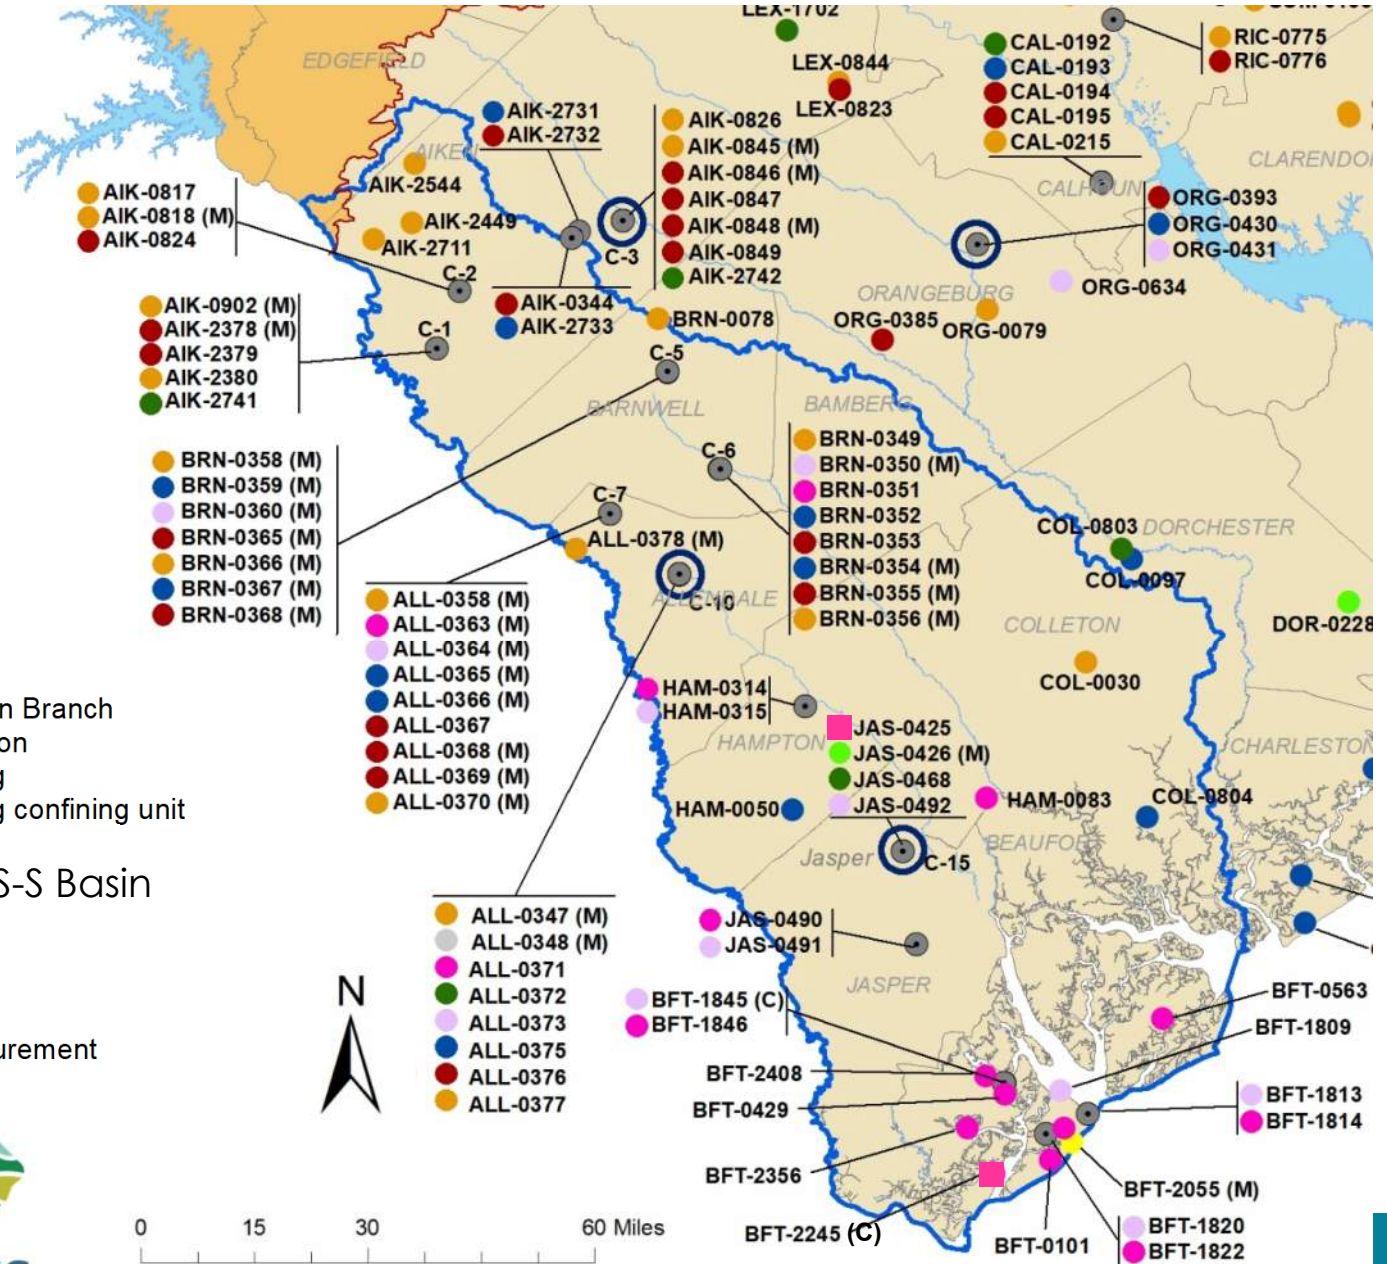 LEX-1702
EDGEFIELD
LEX-0844
LEX-0823
CAL-0192
CAL-0193
CAL-0194
CAL-0195
CAL-0215
RIC-0775
RIC-0776
CALHOUN
AIK-2731
AIK-2732
AIKEN
AIK-2544
AIK-2449
AIK-2711
AIK-0817
AIK-0818 (M)
AIK-0824
C-2
C-3
AIK-0826
AIK-0845 (M)
AIK-0846 (M)
AIK-0847
AIK-0848 (M)
AIK-0849
AIK-2742
ORG-0393
ORG-0430
ORG-0431
ORG-0634
ORANGEBURG
ORG-0385
ORG-0079
AIK-0344
AIK-2733
BRN-0078
AIK-0902 (M)
AIK-2378 (M)
AIK-2379
AIK-2380
AIK-2741
C-1
C-5
BARNWELL
BAMBERG
BRN-0358 (M)
BRN-0359 (M)
BRN-0360 (M)
BRN-0365 (M)
BRN-0366 (M)
BRN-0367 (M)
BRN-0368 (M)
C-6
BRN-0349
BRN-0350 (M)
BRN-0351
BRN-0352
BRN-0353
BRN-0354 (M)
BRN-0355 (M)
BRN-0356 (M)
C-7
ALL-0378 (M)
ALLENDALE
C-10
COL-0803
DORCHESTER
COL-0097
COLLETON
DOR-0228
COL-0030
ALL-0358 (M)
ALL-0363 (M)
ALL-0364 (M)
ALL-0365 (M)
ALL-0366 (M)
ALL-0367
ALL-0368 (M)
ALL-0369 (M)
ALL-0370 (M)
HAM-0314
HAM-0315
HAMPTON
JAS-0425
JAS-0426 (M)
JAS-0468
JAS-0492
HAM-0050
HAM-0083
COL-0804
CHARLESTON
BEAUFORT
Jasper
C-15
n Branch
on
g
g confining unit
S-S Basin
ALL-0347 (M)
ALL-0348 (M)
ALL-0371
ALL-0372
ALL-0373
ALL-0375
ALL-0376
ALL-0377
JAS-0490
JAS-0491
JASPER
N
urement
BFT-1845 (C)
BFT-1846
BFT-0563
BFT-1809
BFT-2408
BFT-0429
BFT-1813
BFT-1814
BFT-2356
BFT-2055 (M)
BFT-2245 (C)
BFT-0101
BFT-1820
BFT-1822
0 15 30 60 Miles